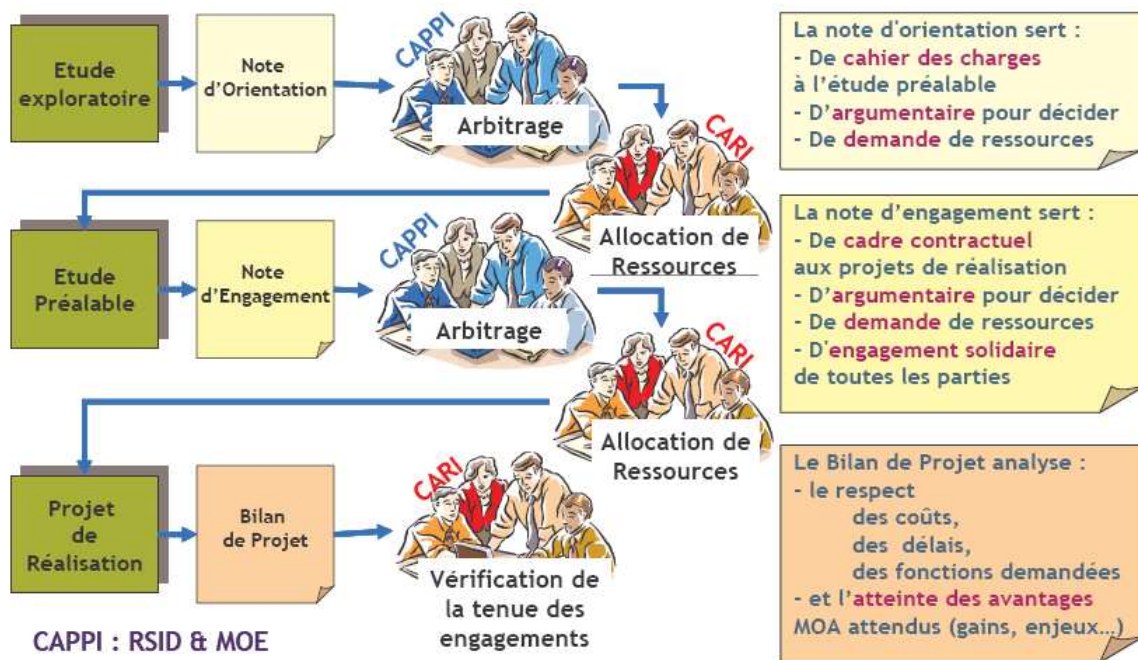 Etude
exploratoire
Note
d'Orientation
CAPPI
Arbitrage
CARI
Allocation de
Ressources
La note d'orientation sert :
- De cahier des charges
à l'étude préalable
- D'argumentaire pour décider
- De demande de ressources
Etude
Préalable
Note
d'Engagement
CAPPI
Arbitrage
CARI
Allocation de
Ressources
La note d'engagement sert :
- De cadre contractuel
aux projets de réalisation
- D'argumentaire pour décider
- De demande de ressources
- D'engagement solidaire
de toutes les parties
Projet
de
Réalisation
Bilan
de Projet
CARI
Vérification de
la tenue des
engagements
Le Bilan de Projet analyse :
- le respect
des coûts,
des délais,
des fonctions demandées
- et l'atteinte des avantages
MOA attendus (gains, enjeux...)
CAPPI : RSID & MOE